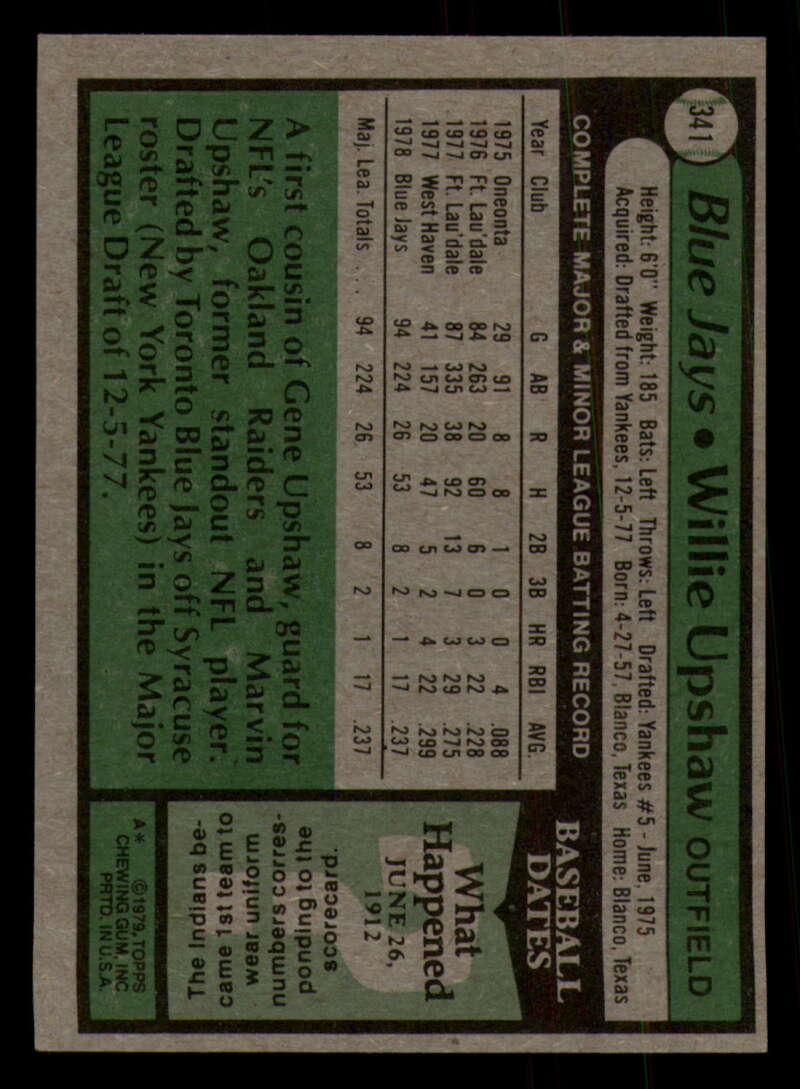 341
Blue Jays • Willie Upshaw OUTFIELD
Height: 6'0" Weight: 185 Bats: Left Throws: Left Drafted: Yankees #5 - June, 1975
Acquired: Drafted from Yankees, 12-5-77 Born: 4-27-57, Blanco, Texas Home: Blanco, Texas
COMPLETE MAJOR & MINOR LEAGUE BATTING RECORD
Year Club G AB R H 2B 3B HR RBI AVG.
1975 Oneonta 29 91 8 8 1 0 0 4 .088
1976 Ft. Lau'dale 84 263 20 60 6 0 3 22 .228
1977 Ft. Lau'dale 87 335 38 92 13 7 3 29 .275
1977 West Haven 41 157 20 47 5 2 4 22 .299
1978 Blue Jays 94 224 26 53 8 2 1 17 .237
Maj. Lea. Totals . . . 94 224 26 53 8 2 1 17 .237
A first cousin of Gene Upshaw, guard for
NFL's Oakland Raiders and Marvin
Upshaw, former standout NFL player.
Drafted by Toronto Blue Jays off Syracuse
roster (New York Yankees) in the Major
League Draft of 12-5-77.
BASEBALL
DATES
What
Happened
JUNE 26,
1912
The Indians be-
came 1st team to
wear uniform
numbers corres-
ponding to the
scorecard.
A* ©1979, TOPPS
CHEWING GUM, INC
PRTD. IN U.S.A.